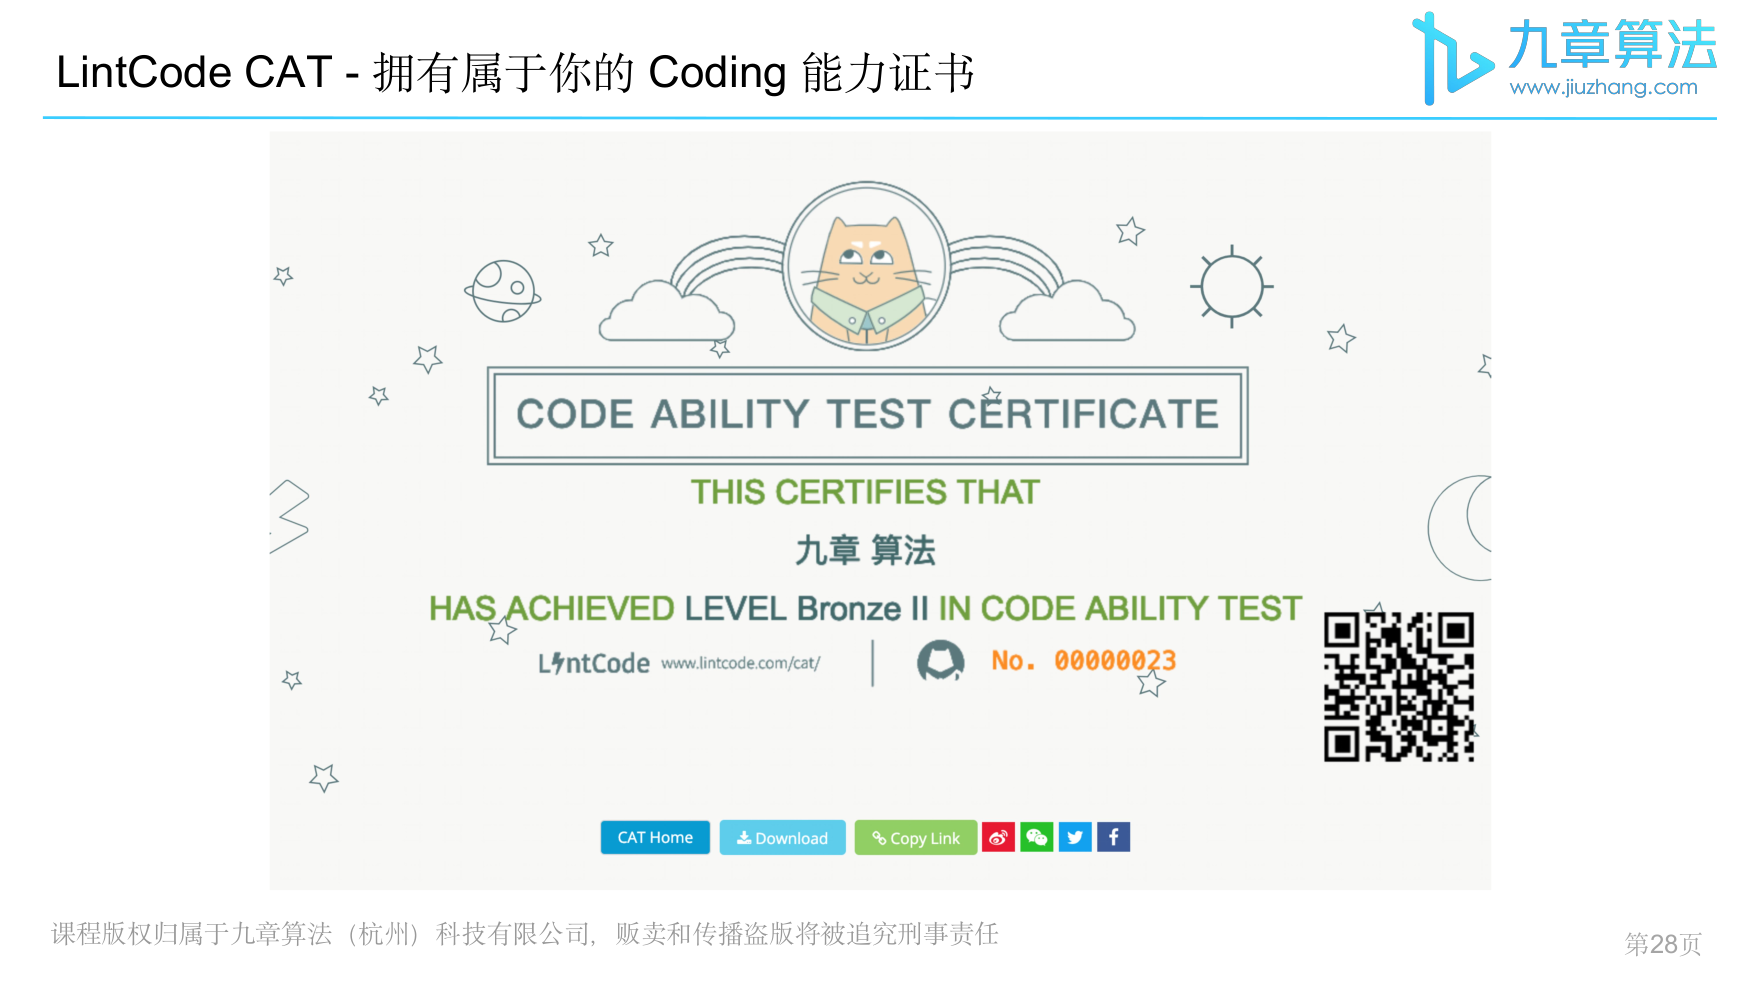 LintCode CAT - 拥有属于你的 Coding 能力证书
九章算法
www.jiuzhang.com
CODE ABILITY TEST CERTIFICATE
THIS CERTIFIES THAT
九章 算法
HAS ACHIEVED LEVEL Bronze II IN CODE ABILITY TEST
LintCode www.lintcode.com/cat/ No. 00000023
CAT Home Download Copy Link
课程版权归属于九章算法（杭州）科技有限公司，贩卖和传播盗版将被追究刑事责任
第28页